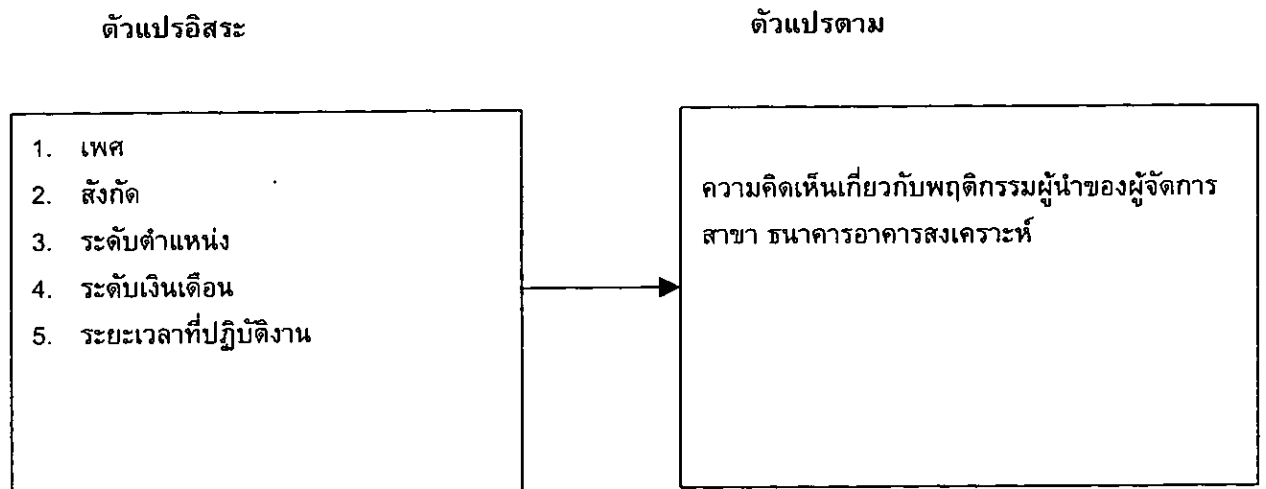 ตัวแปรอิสระ
ตัวแปรตาม
1. เพศ
2. สังกัด
3. ระดับตำแหน่ง
4. ระดับเงินเดือน
5. ระยะเวลาที่ปฏิบัติงาน
ความคิดเห็นเกี่ยวกับพฤติกรรมผู้นำของผู้จัดการ
สาขา ธนาคารอาคารสงเคราะห์